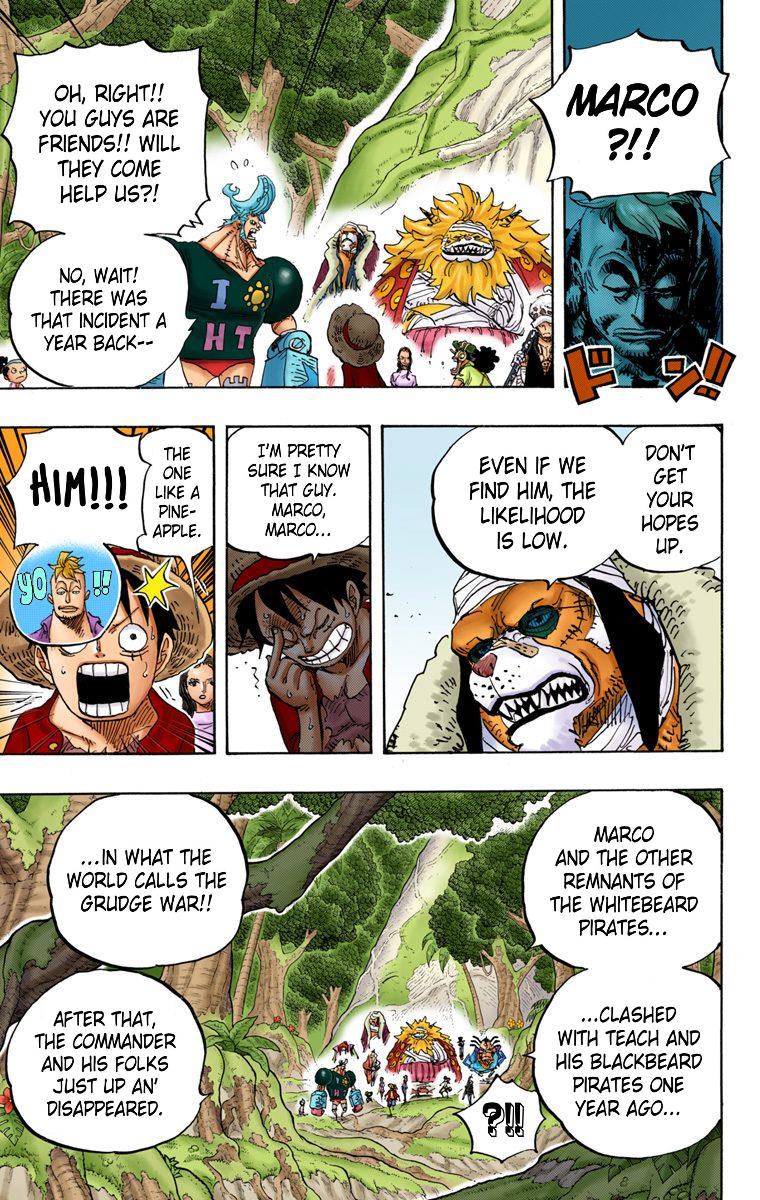 MARCO
?!!
ドン!!
OH, RIGHT!!
YOU GUYS ARE
FRIENDS!! WILL
THEY COME
HELP US?!
NO, WAIT!
THERE WAS
THAT INCIDENT A
YEAR BACK--
I
HT
DON'T
GET
YOUR
HOPES
UP.
EVEN IF WE
FIND HIM, THE
LIKELIHOOD
IS LOW.
I'M PRETTY
SURE I KNOW
THAT GUY.
MARCO,
MARCO...
THE
ONE
LIKE A
PINE-
APPLE.
HIM!!!
YO !!
MARCO
AND THE OTHER
REMNANTS OF
THE WHITEBEARD
PIRATES...
...CLASHED
WITH TEACH AND
HIS BLACKBEARD
PIRATES ONE
YEAR AGO...
?!!
...IN WHAT THE
WORLD CALLS THE
GRUDGE WAR!!
AFTER THAT,
THE COMMANDER
AND HIS FOLKS
JUST UP AN'
DISAPPEARED.